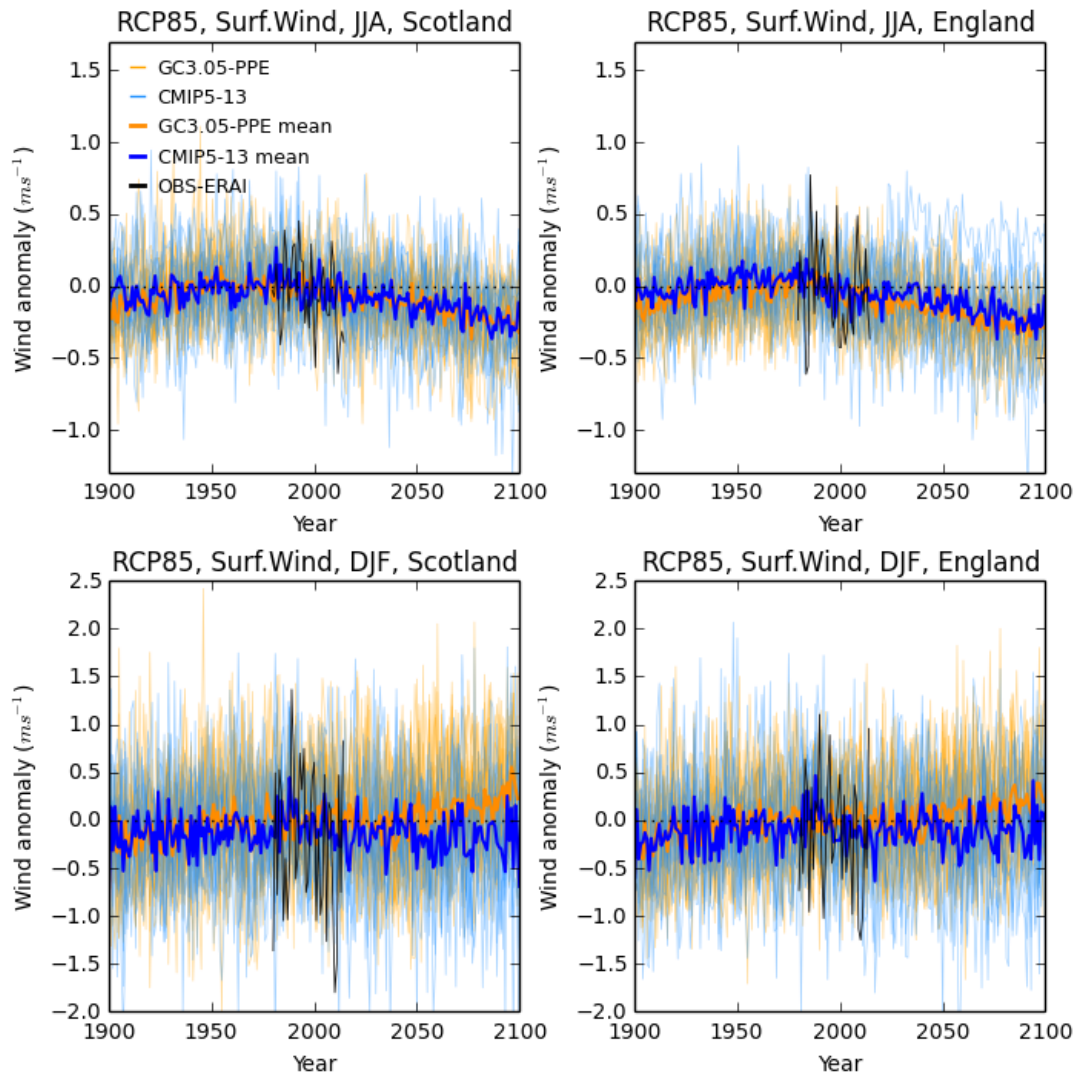 RCP85, Surf.Wind, JJA, Scotland
1.5
1.0
0.5
0.0
−0.5
−1.0
Wind anomaly (ms⁻¹)
GC3.05-PPE
CMIP5-13
GC3.05-PPE mean
CMIP5-13 mean
OBS-ERAI
1900 1950 2000 2050 2100
Year
RCP85, Surf.Wind, JJA, England
1.5
1.0
0.5
0.0
−0.5
−1.0
Wind anomaly (ms⁻¹)
1900 1950 2000 2050 2100
Year
RCP85, Surf.Wind, DJF, Scotland
2.5
2.0
1.5
1.0
0.5
0.0
−0.5
−1.0
−1.5
−2.0
Wind anomaly (ms⁻¹)
1900 1950 2000 2050 2100
Year
RCP85, Surf.Wind, DJF, England
2.5
2.0
1.5
1.0
0.5
0.0
−0.5
−1.0
−1.5
−2.0
Wind anomaly (ms⁻¹)
1900 1950 2000 2050 2100
Year